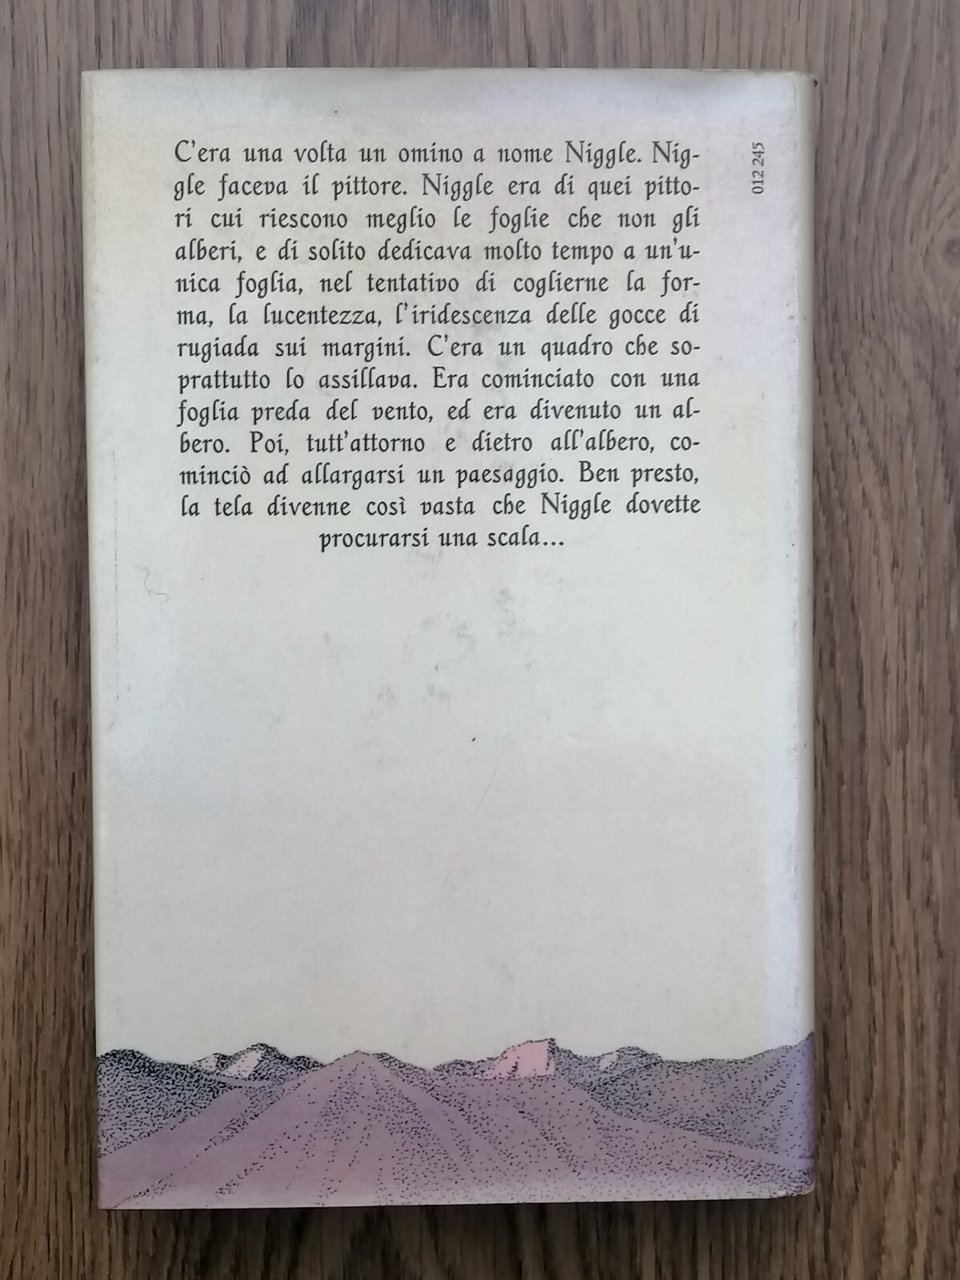 C'era una volta un omino a nome Niggle. Nig-
gle faceva il pittore. Niggle era di quei pitto-
ri cui riescono meglio le foglie che non gli
alberi, e di solito dedicava molto tempo a un'u-
nica foglia, nel tentativo di coglierne la for-
ma, la lucentezza, l'iridescenza delle gocce di
rugiada sui margini. C'era un quadro che so-
prattutto lo assillava. Era cominciato con una
foglia preda del vento, ed era divenuto un al-
bero. Poi, tutt'attorno e dietro all'albero, co-
minciò ad allargarsi un paesaggio. Ben presto,
la tela divenne così vasta che Niggle dovette
procurarsi una scala...
012 245